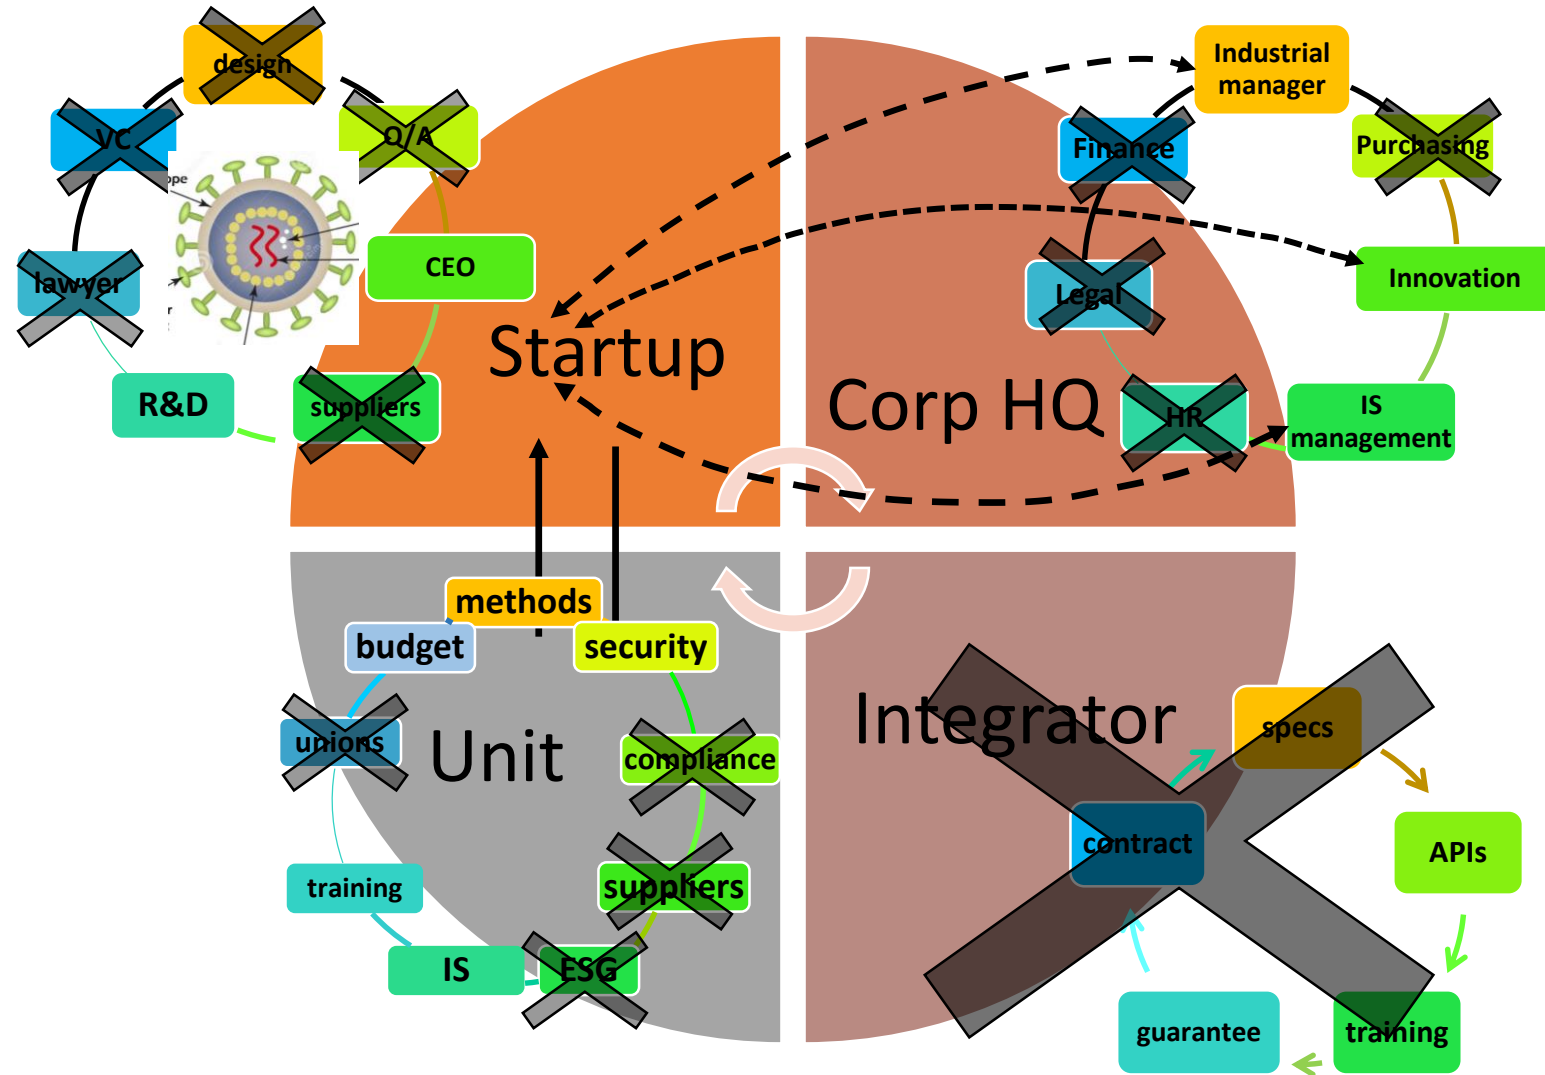 design
VC
Q/A
ope
lawyer
CEO
r
R&D
suppliers
Startup
Industrial
manager
Finance
Purchasing
Legal
Innovation
Corp HQ
HR
IS
management
methods
budget
security
unions
Unit
compliance
training
suppliers
IS
ESG
Integrator
specs
contract
APIs
guarantee
training